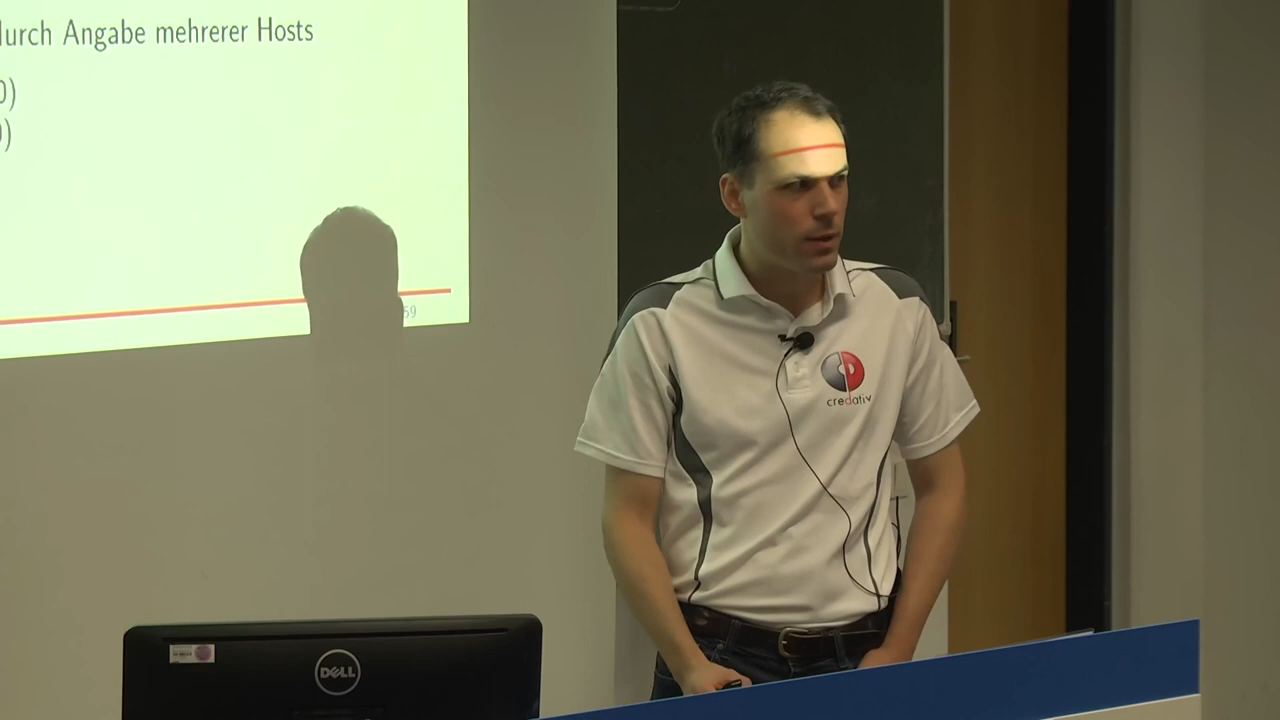 durch Angabe mehrerer Hosts
0)
0)
59
credativ
DELL